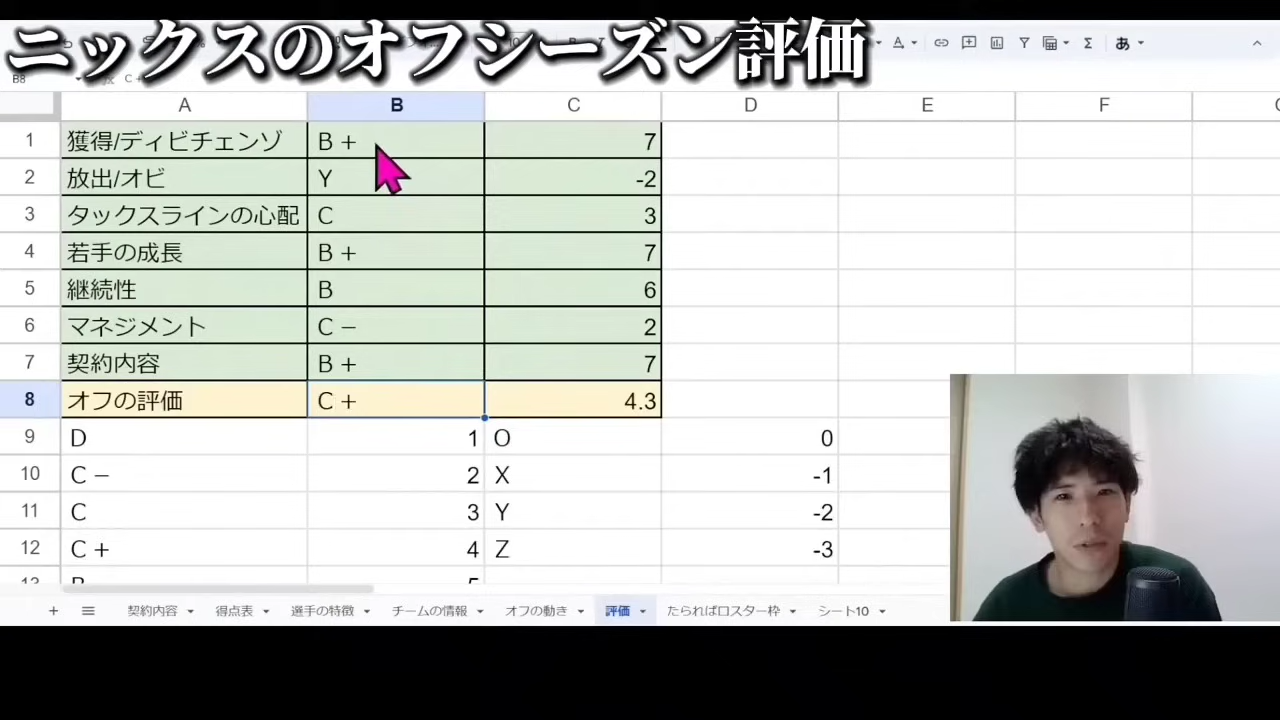 ニックスのオフシーズン評価
B8
A B C D E F
1 獲得/ディビチェンゾ B＋ 7
2 放出/オビ Y -2
3 タックスラインの心配 C 3
4 若手の成長 B＋ 7
5 継続性 B 6
6 マネジメント C－ 2
7 契約内容 B＋ 7
8 オフの評価 C＋ 4.3
9 D 1 O 0
10 C－ 2 X -1
11 C 3 Y -2
12 C＋ 4 Z -3
+ 契約内容 得点表 選手の特徴 チームの情報 オフの動き 評価 たらればロスター枠 シート10